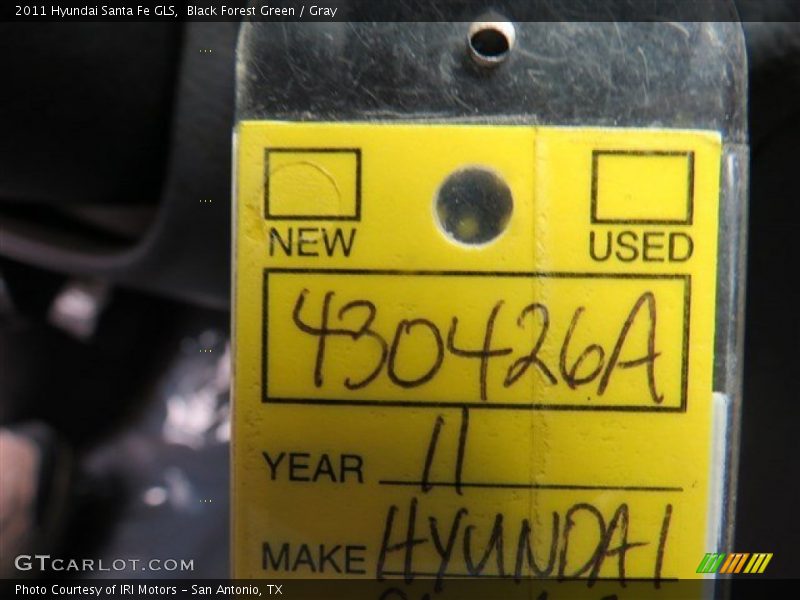 2011 Hyundai Santa Fe GLS, Black Forest Green / Gray
NEW USED
430426A
YEAR 11
MAKE HYUNDAI
GTCARLOT.COM
Photo Courtesy of IRI Motors - San Antonio, TX